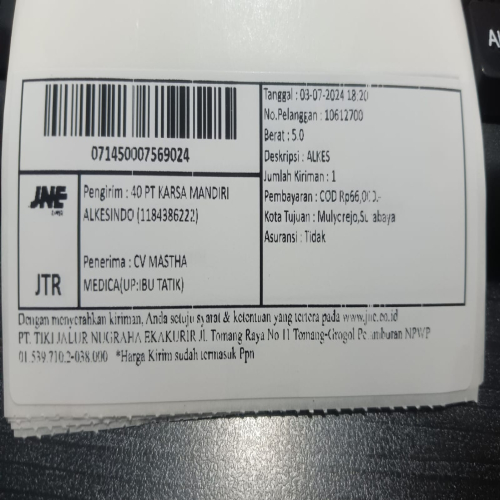 071450007569024
JNE
JTR
Pengirim : 40 PT KARSA MANDIRI
ALKESINDO (1184386222)
Penerima : CV MASTHA
MEDICA(UP:IBU TATIK)
Tanggal : 03-07-2024 18:20
No.Pelanggan : 10612700
Berat : 5.0
Deskripsi : ALKES
Jumlah Kiriman : 1
Pembayaran : COD Rp66,000.-
Kota Tujuan : Mulyorejo,Surabaya
Asuransi : Tidak
Dengan menyerahkan kiriman, Anda setuju syarat & ketentuan yang tertera pada www.jne.co.id
PT. TIKI JALUR NUGRAHA EKAKURIR Jl. Tomang Raya No 11 Tomang-Grogol NPWP
01.539.710.2-038.000 *Harga Kirim sudah termasuk Ppn